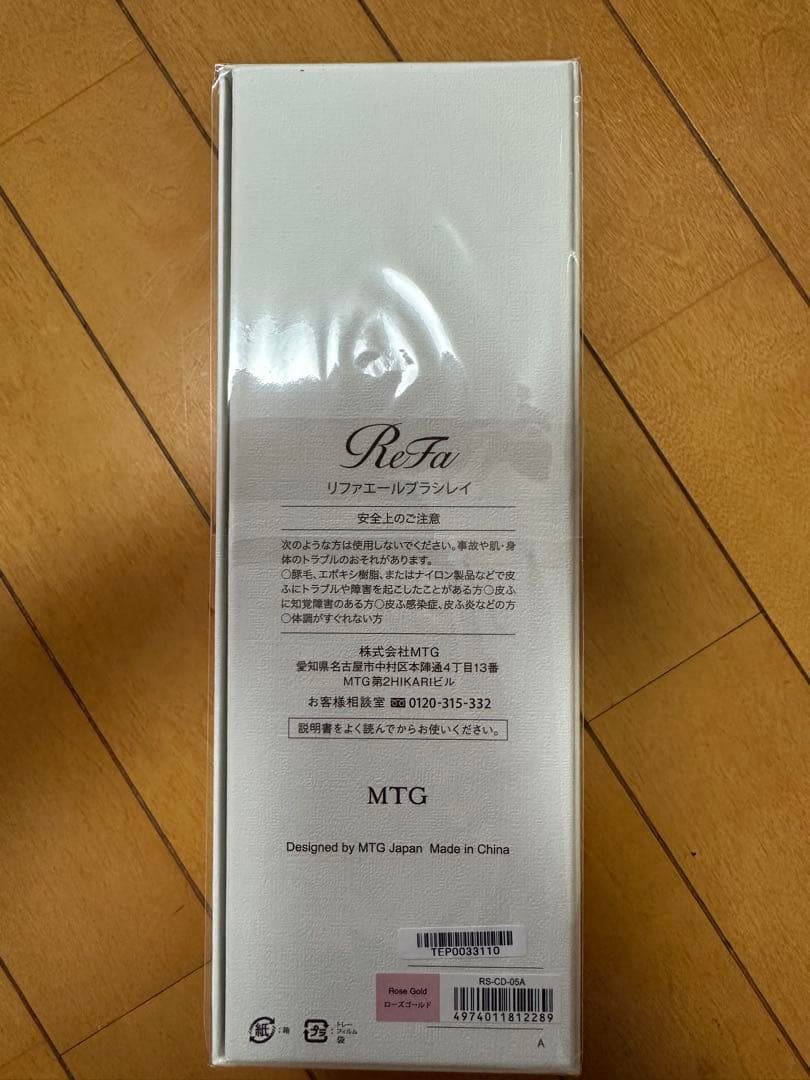 ReFa
リファエールブラシレイ
安全上のご注意
次のような方は使用しないでください。事故や肌・身
体のトラブルのおそれがあります。
○豚毛、エポキシ樹脂、またはナイロン製品などで皮
ふにトラブルや障害を起こしたことがある方○皮ふ
に知覚障害のある方○皮ふ感染症、皮ふ炎などの方
○体調がすぐれない方
株式会社MTG
愛知県名古屋市中村区本陣通4丁目13番
MTG第2HIKARIビル
お客様相談室 0120-315-332
説明書をよく読んでからお使いください。
MTG
Designed by MTG Japan Made in China
TEP0033110
Rose Gold
ローズゴールド
RS-CD-05A
4974011812289
紙 :箱
プラ :トレー
フィルム
袋
A